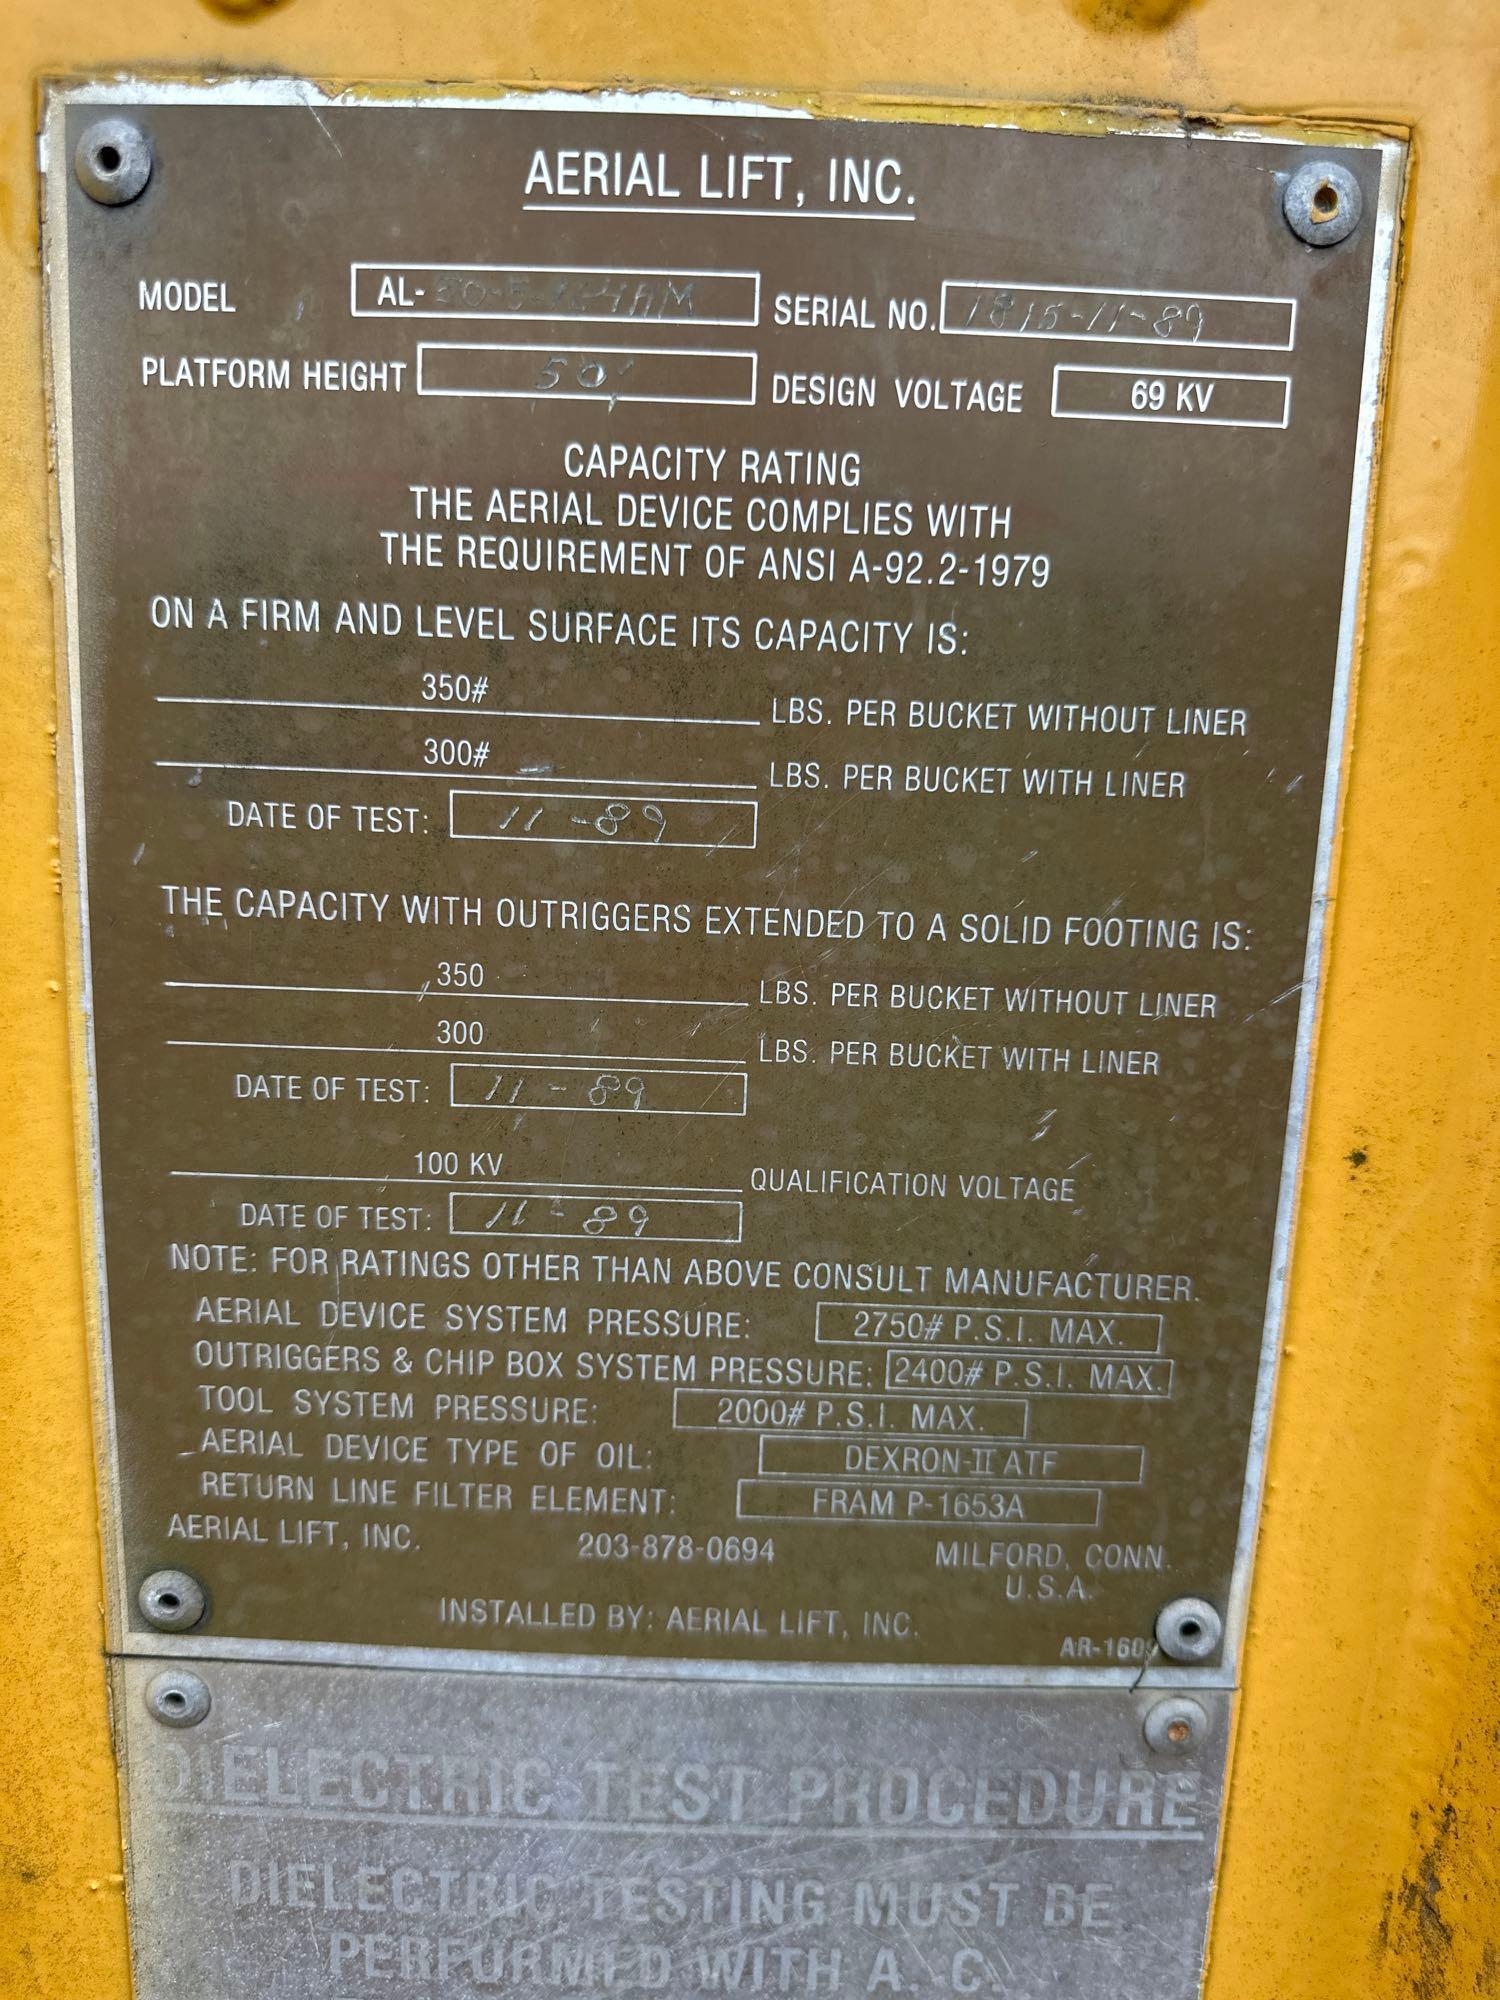 AERIAL LIFT, INC.
MODEL AL- SERIAL NO. 1815-11-89
PLATFORM HEIGHT 50' DESIGN VOLTAGE 69 KV
CAPACITY RATING
THE AERIAL DEVICE COMPLIES WITH
THE REQUIREMENT OF ANSI A-92.2-1979
ON A FIRM AND LEVEL SURFACE ITS CAPACITY IS:
350# LBS. PER BUCKET WITHOUT LINER
300# LBS. PER BUCKET WITH LINER
DATE OF TEST: 11-89
THE CAPACITY WITH OUTRIGGERS EXTENDED TO A SOLID FOOTING IS:
350 LBS. PER BUCKET WITHOUT LINER
300 LBS. PER BUCKET WITH LINER
DATE OF TEST: 11-89
100 KV QUALIFICATION VOLTAGE
DATE OF TEST: 11-89
NOTE: FOR RATINGS OTHER THAN ABOVE CONSULT MANUFACTURER.
AERIAL DEVICE SYSTEM PRESSURE: 2750# P.S.I. MAX.
OUTRIGGERS & CHIP BOX SYSTEM PRESSURE: 2400# P.S.I. MAX.
TOOL SYSTEM PRESSURE: 2000# P.S.I. MAX.
AERIAL DEVICE TYPE OF OIL: DEXRON-II ATF
RETURN LINE FILTER ELEMENT: FRAM P-1653A
AERIAL LIFT, INC. 203-878-0694 MILFORD, CONN.
U.S.A.
INSTALLED BY: AERIAL LIFT, INC.
DIELECTRIC TEST PROCEDURE
DIELECTRIC TESTING MUST BE
PERFORMED WITH A. C.